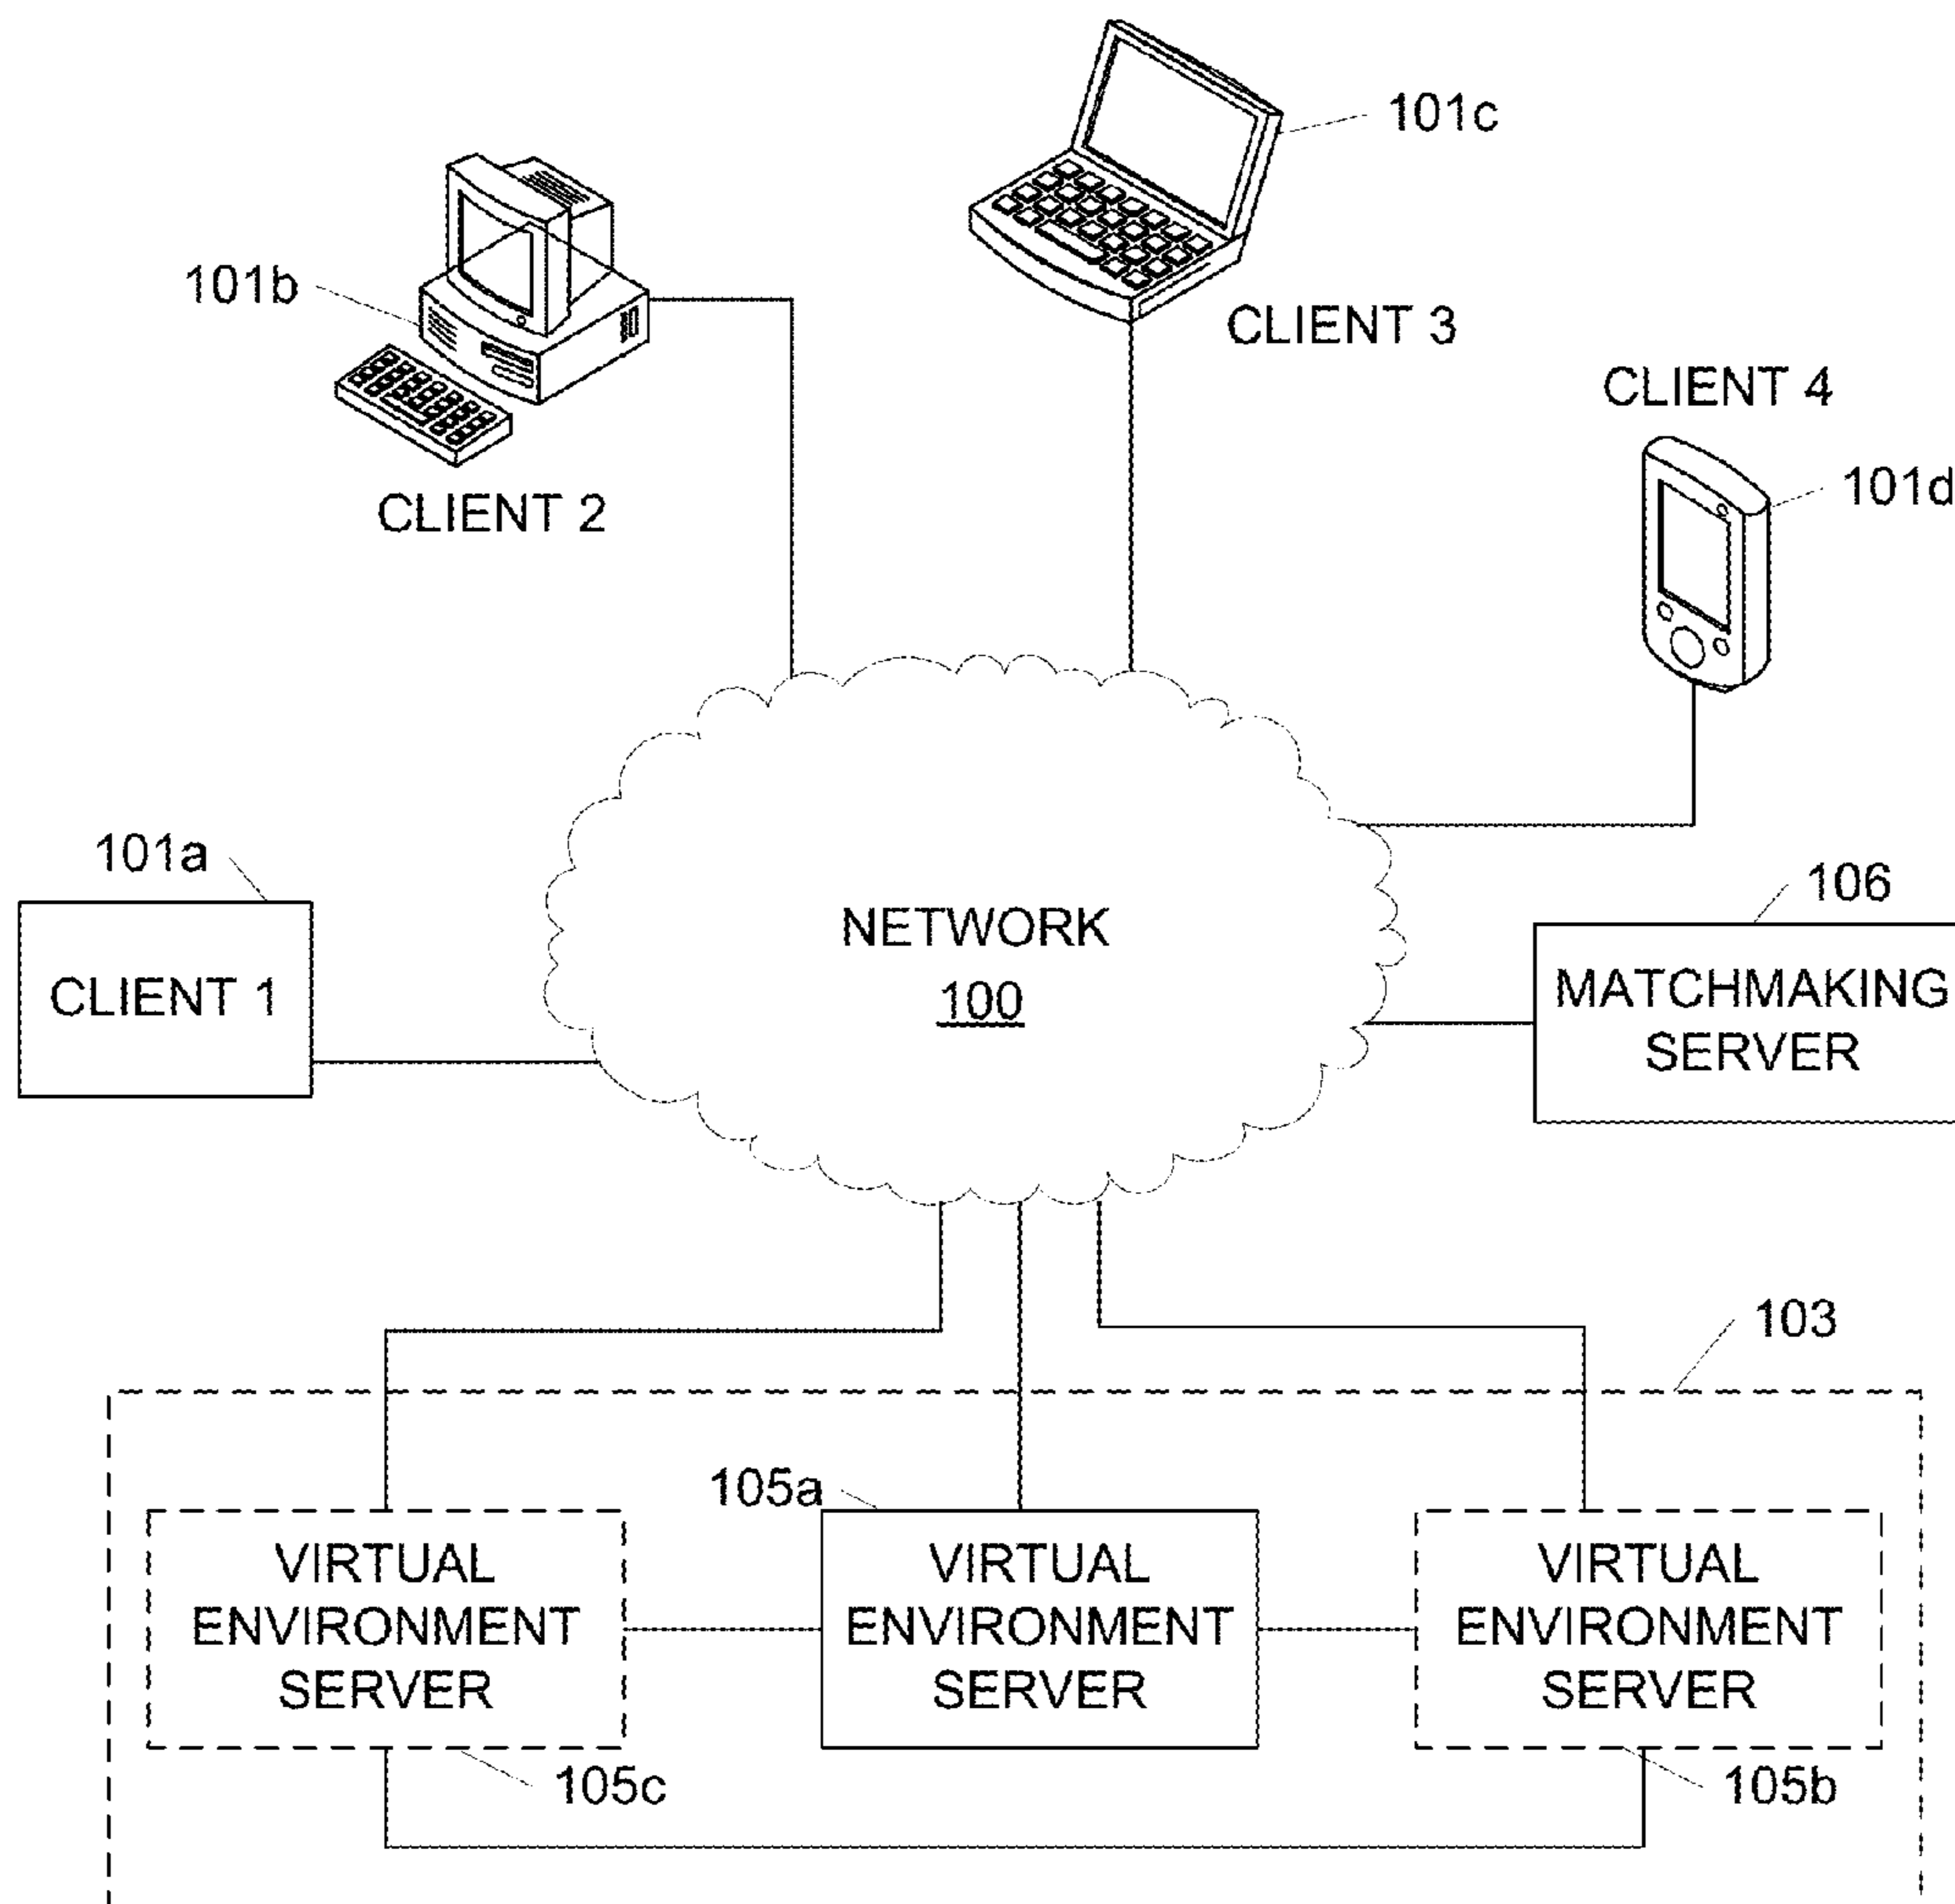 101c
101b
CLIENT 3
CLIENT 4
101d
CLIENT 2
101a
106
CLIENT 1
NETWORK
100
MATCHMAKING
SERVER
103
105a
VIRTUAL
ENVIRONMENT
SERVER
VIRTUAL
ENVIRONMENT
SERVER
VIRTUAL
ENVIRONMENT
SERVER
105c
105b